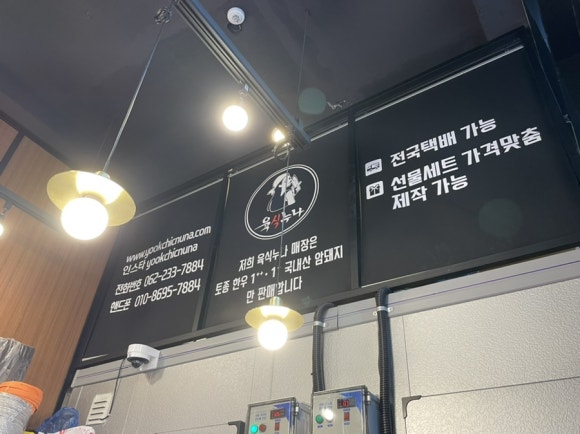 www.yookchicnuna.com
인스타 yookchicnuna
전화번호 062-233-7884
핸드폰 010-8695-7884
육식누나
저희 육식누나 매장은
토종 한우 1⁺⁺·1⁺ 국내산 암돼지
만 판매합니다
전국택배 가능
선물세트 가격맞춤
제작 가능